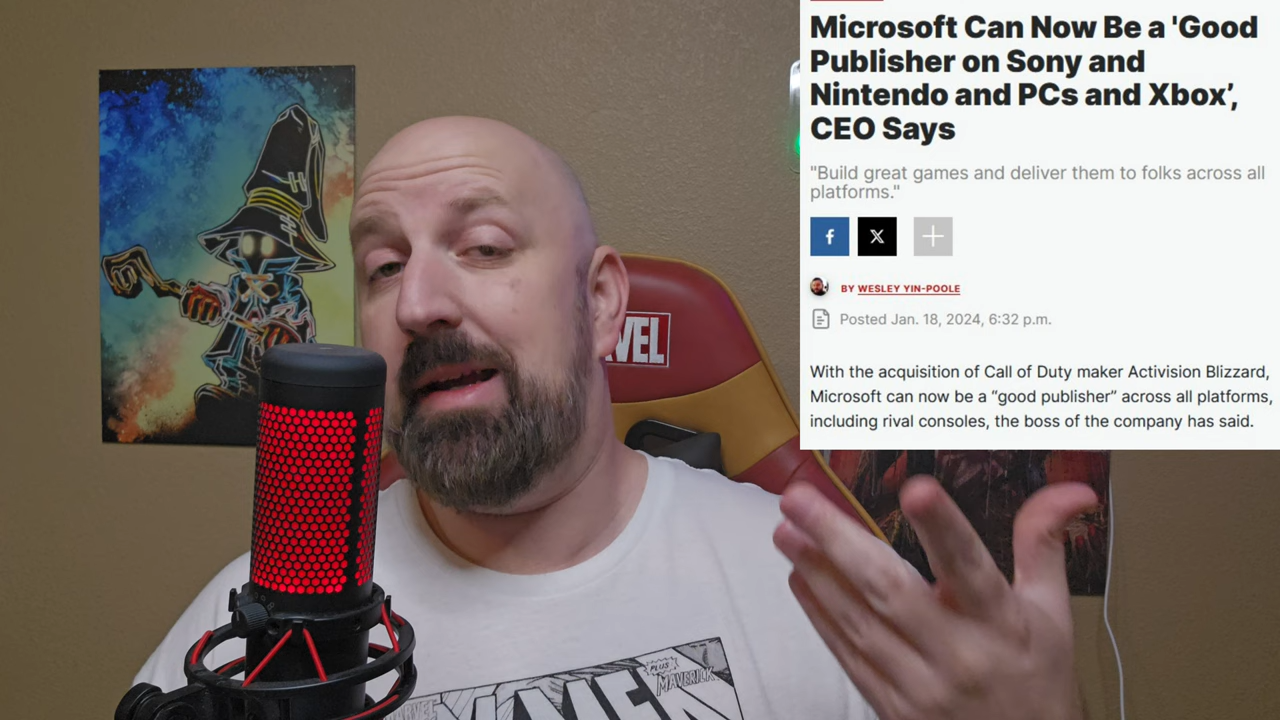 Microsoft Can Now Be a 'Good
Publisher on Sony and
Nintendo and PCs and Xbox’,
CEO Says
"Build great games and deliver them to folks across all
platforms."
BY WESLEY YIN-POOLE
Posted Jan. 18, 2024, 6:32 p.m.
With the acquisition of Call of Duty maker Activision Blizzard,
Microsoft can now be a “good publisher” across all platforms,
including rival consoles, the boss of the company has said.
VEL
PLUS
MAVERICK
MARVEL